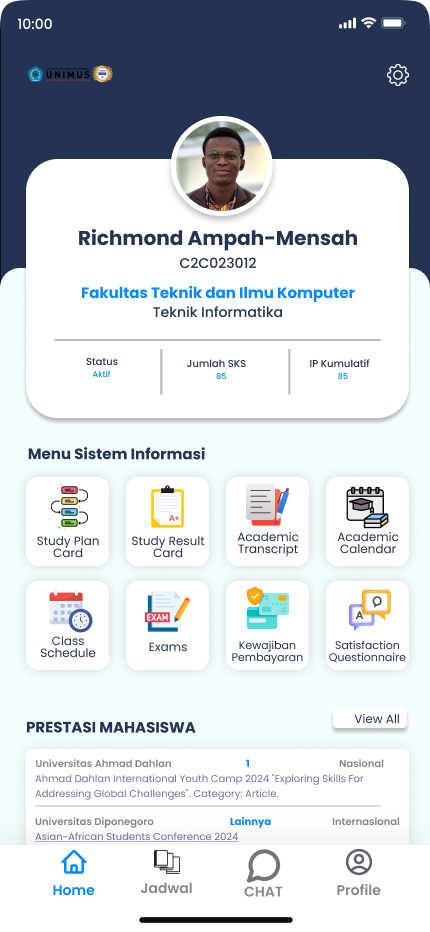 10:00
UNIMUS
Richmond Ampah-Mensah
C2C023012
Fakultas Teknik dan Ilmu Komputer
Teknik Informatika
Status
Aktif
Jumlah SKS
85
IP Kumulatif
85
Menu Sistem Informasi
Study Plan
Card
A+
Study Result
Card
Academic
Transcript
Academic
Calendar
Class
Schedule
EXAM
Exams
Kewajiban
Pembayaran
Q
A
Satisfaction
Questionnaire
PRESTASI MAHASISWA
View All
Universitas Ahmad Dahlan 1 Nasional
Ahmad Dahlan International Youth Camp 2024 "Exploring Skills For
Addressing Global Challenges". Category: Article.
Universitas Diponegoro Lainnya Internasional
Asian-African Students Conference 2024
Home
Jadwal
CHAT
Profile